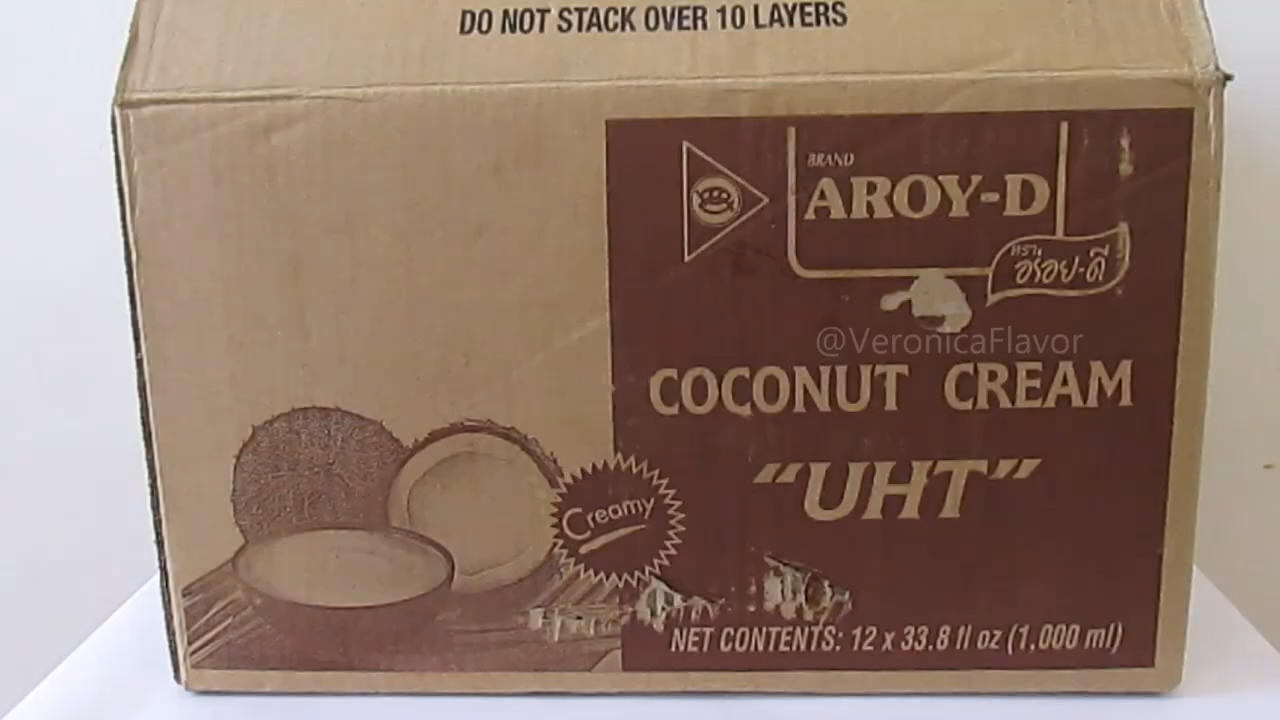 DO NOT STACK OVER 10 LAYERS
BRAND
AROY-D
ตรา
อร่อย-ดี
@VeronicaFlavor
COCONUT CREAM
"UHT"
Creamy
NET CONTENTS: 12 x 33.8 fl oz (1,000 ml)